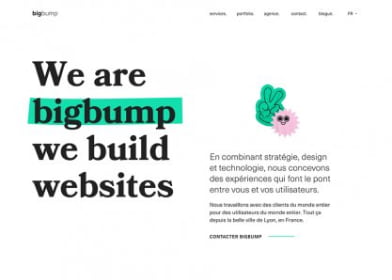 bigbump
services. portfolio. agence. contact. blogue. FR
We are
bigbump
we build
websites
En combinant stratégie, design
et technologie, nous concevons
des expériences qui font le pont
entre vous et vos utilisateurs.
Nous travaillons avec des clients du monde entier
pour des utilisateurs du monde entier. Tout ça
depuis la belle ville de Lyon, en France.
CONTACTER BIGBUMP